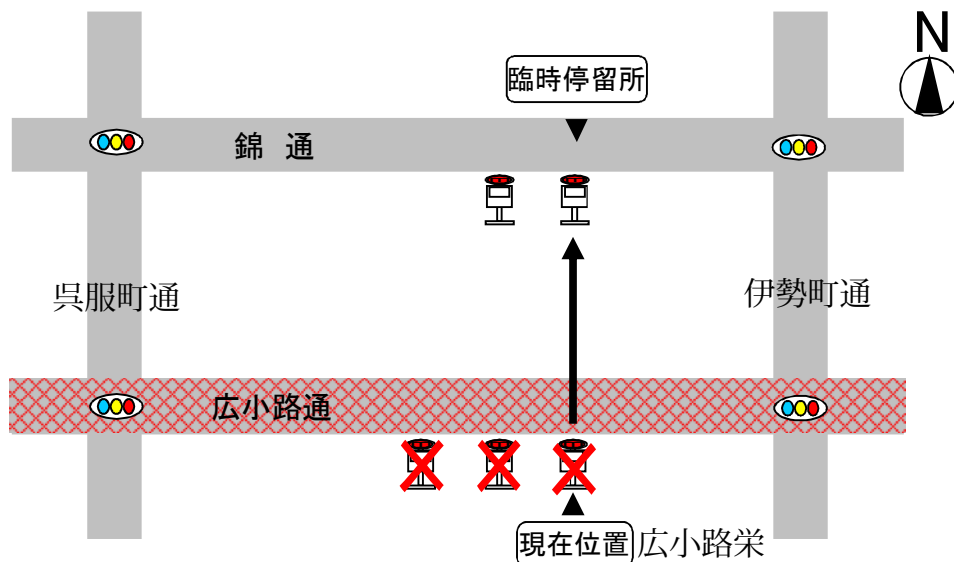 N
臨時停留所
錦 通
呉服町通
伊勢町通
広小路通
現在位置 広小路栄